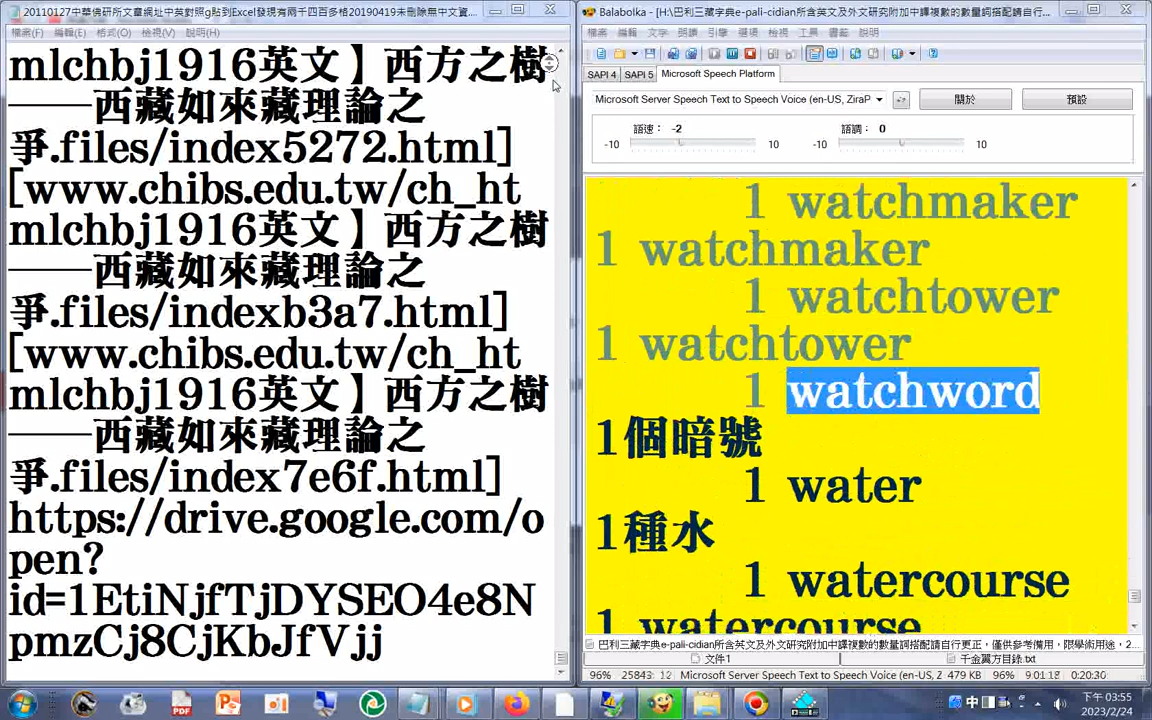 20110127中華佛研所文章網址中英對照g點到Excel發現有兩千四百多格20190419未刪除無中文資...
檔案(F) 編輯(E) 格式(O) 檢視(V) 說明(H)
mlchbj1916英文】西方之樹
——西藏如來藏理論之
爭.files/index5272.html]
[www.chibs.edu.tw/ch_ht
mlchbj1916英文】西方之樹
——西藏如來藏理論之
爭.files/indexb3a7.html]
[www.chibs.edu.tw/ch_ht
mlchbj1916英文】西方之樹
——西藏如來藏理論之
爭.files/index7e6f.html]
https://drive.google.com/o
pen?
id=1EtiNjfTjDYSEO4e8N
pmzCj8CjKbJfVjj
Balabolka - [H:\巴利三藏字典e-pali-cidian所含英文及外文研究附加中譯複數的數量詞搭配請自行...
檔案 編輯 文字 朗讀 引擎 選項 檢視 工具 書籤 說明
SAPI 4 SAPI 5 Microsoft Speech Platform
Microsoft Server Speech Text to Speech Voice (en-US, ZiraP 關於 預設
語速： -2 語調： 0
-10 10 -10 10
1 watchmaker
1 watchmaker
1 watchtower
1 watchtower
1 watchword
1個暗號
1 water
1種水
1 watercourse
1 watercourse
巴利三藏字典e-pali-cidian所含英文及外文研究附加中譯複數的數量詞搭配請自行更正，僅供參考備用，限學術用途，2...
文件1 千金翼方目錄.txt
96% 25843: 12 Microsoft Server Speech Text to Speech Voice (en-US, Z 479 KB 96% 9:01:18 0:20:30
中
下午 03:55
2023/2/24